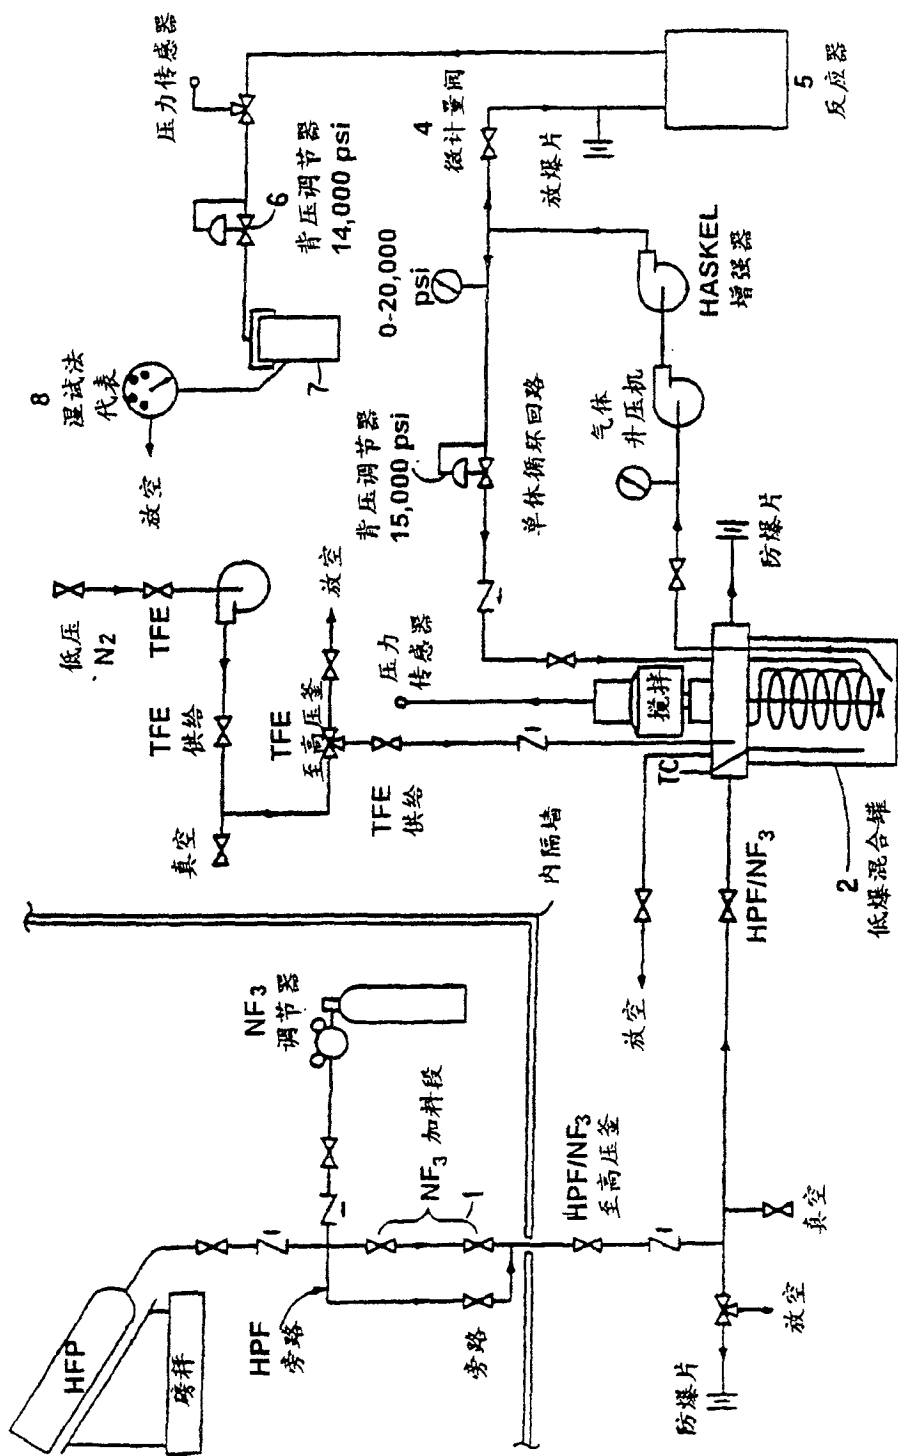 HFP
磅秤
HPF
旁路
旁路
NF3
调节器
NF3 加料段
1
内隔墙
HPF/NF3
至高压釜
防爆片
放空
真空
放空
HPF/NF3
低压
N2
TFE
TFE
供给
真空
TFE
至高压釜
放空
TFE
供给
压力
传感器
TC
搅拌
2
低爆混合罐
防爆片
8
湿试法
代表
放空
7
压力传感器
6
背压调节器
14,000 psi
0-20,000
psi
背压调节器
15,000 psi
单体循环回路
4
微计量阀
放爆片
气体
升压机
HASKEL
增强器
5
反应器